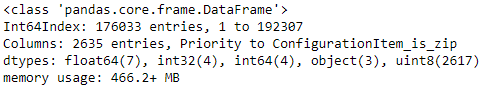 <class 'pandas.core.frame.DataFrame'>
Int64Index: 176033 entries, 1 to 192307
Columns: 2635 entries, Priority to ConfigurationItem_is_zip
dtypes: float64(7), int32(4), int64(4), object(3), uint8(2617)
memory usage: 466.2+ MB